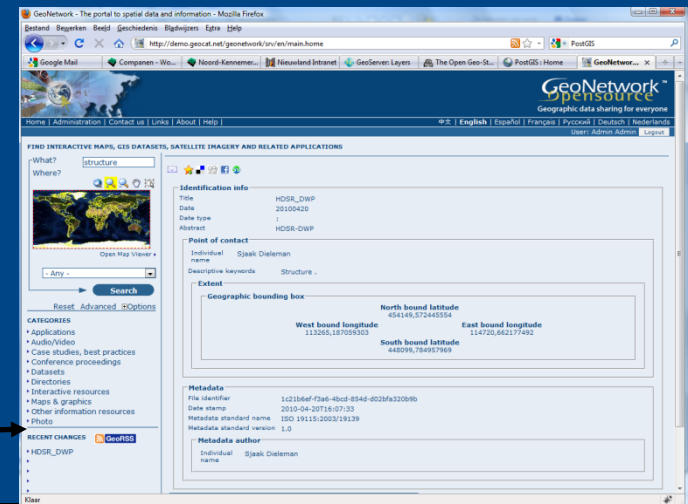 GeoNetwork - The portal to spatial data and information - Mozilla Firefox
Bestand Bewerken Beeld Geschiedenis Bladwijzers Extra Help
http://demo.geocat.net/geonetwork/srv/en/main.home
PostGIS
Google Mail Companen - Wo... Noord-Kennemer... Nieuwland Intranet GeoServer: Layers The Open Geo-St... PostGIS : Home GeoNetwor...
GeoNetwork™
Opensource
Geographic data sharing for everyone
Home | Administration | Contact us | Links | About | Help |
中文 | English | Español | Français | Русский | Deutsch | Nederlands
User: Admin Admin Logout
FIND INTERACTIVE MAPS, GIS DATASETS, SATELLITE IMAGERY AND RELATED APPLICATIONS
What? structure
Where?
Open Map Viewer
- Any -
Search
Reset Advanced Options
CATEGORIES
Applications
Audio/Video
Case studies, best practices
Conference proceedings
Datasets
Directories
Interactive resources
Maps & graphics
Other information resources
Photo
RECENT CHANGES GeoRSS
HDSR_DWP
Identification info
Title HDSR_DWP
Date 20100420
Date type :
Abstract HDSR-DWP
Point of contact
Individual name Sjaak Dieleman
Descriptive keywords Structure .
Extent
Geographic bounding box
North bound latitude
454149,572445554
West bound longitude East bound longitude
113265,187059303 114720,662177492
South bound latitude
448099,784957969
Metadata
File identifier 1c21b6ef-f3a6-4bcd-854d-d02bfa320b9b
Date stamp 2010-04-20T16:07:33
Metadata standard name ISO 19115:2003/19139
Metadata standard version 1.0
Metadata author
Individual name Sjaak Dieleman
Klaar